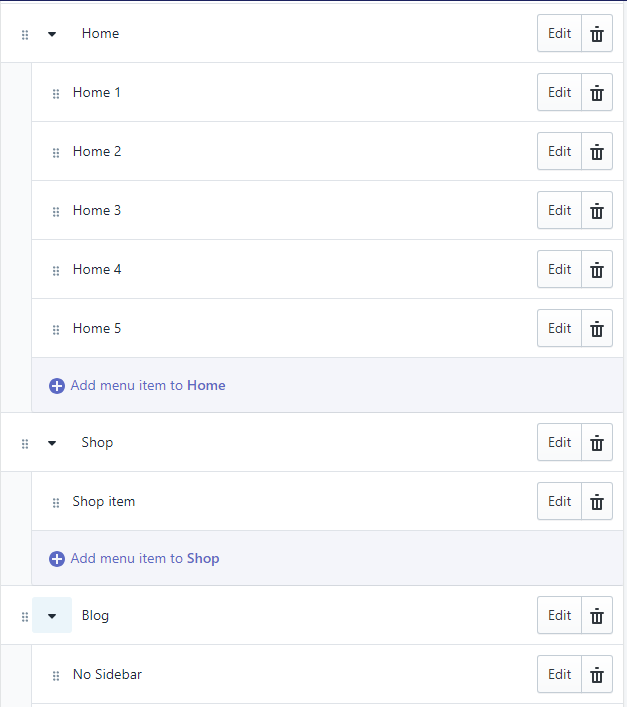 Home Edit
Home 1 Edit
Home 2 Edit
Home 3 Edit
Home 4 Edit
Home 5 Edit
Add menu item to Home
Shop Edit
Shop item Edit
Add menu item to Shop
Blog Edit
No Sidebar Edit